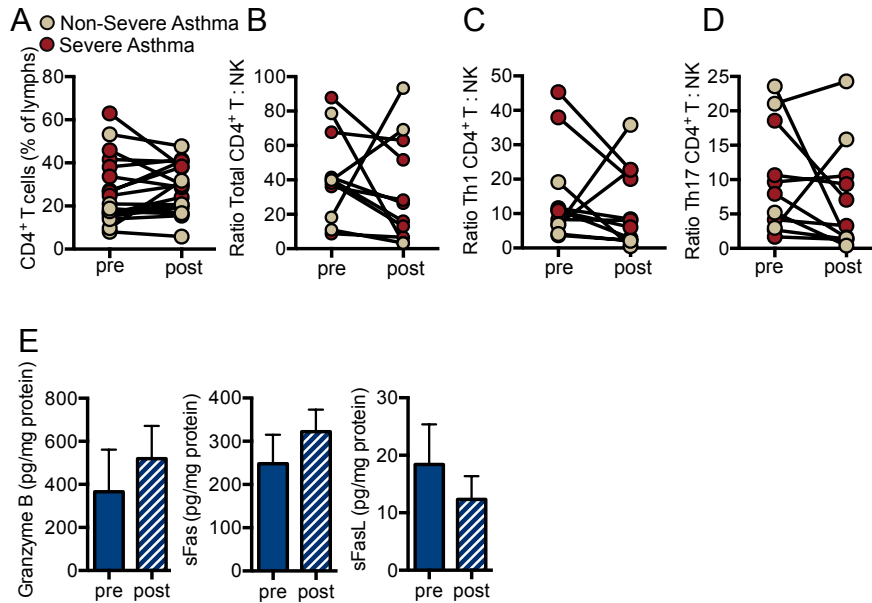 A
Non-Severe Asthma
Severe Asthma
B
C
D
CD4+ T cells (% of lymphs)
80
60
40
20
0
pre post
Ratio Total CD4+ T : NK
100
80
60
40
20
0
pre post
Ratio Th1 CD4+ T : NK
50
40
30
20
10
0
pre post
Ratio Th17 CD4+ T : NK
25
20
15
10
5
0
pre post
E
Granzyme B (pg/mg protein)
800
600
400
200
0
pre post
sFas (pg/mg protein)
400
300
200
100
0
pre post
sFasL (pg/mg protein)
30
20
10
0
pre post